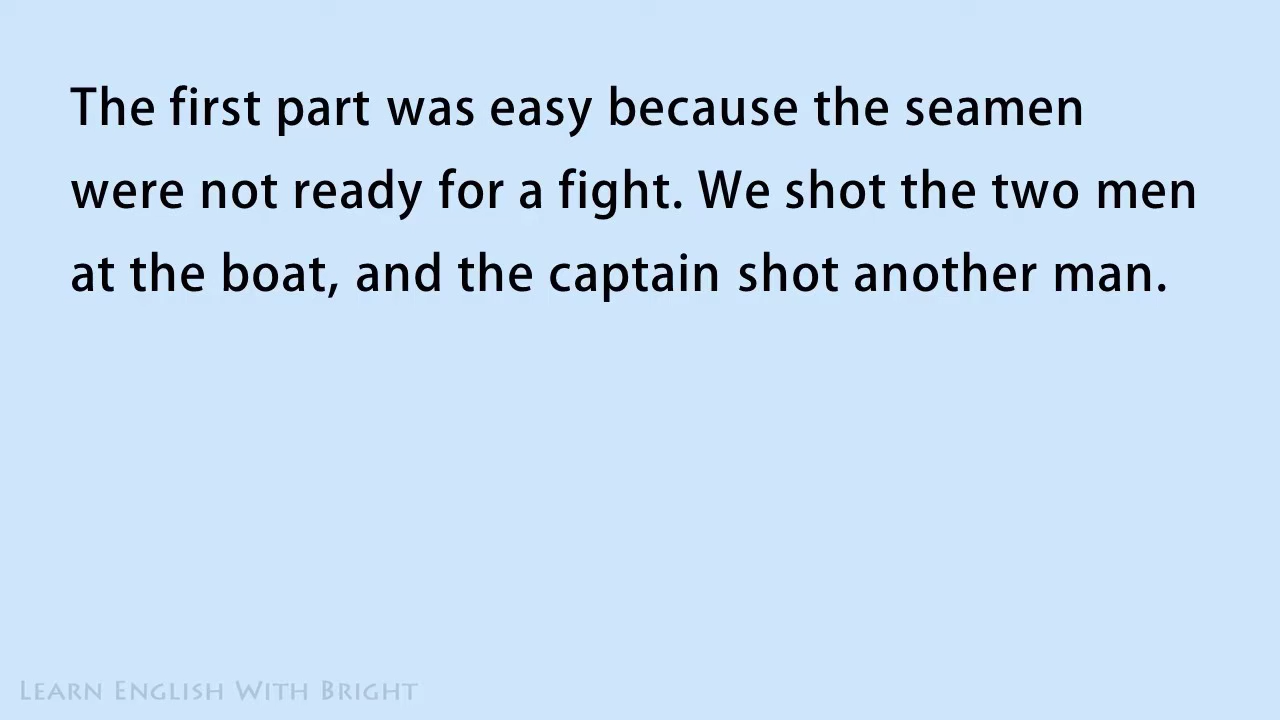 The first part was easy because the seamen
were not ready for a fight. We shot the two men
at the boat, and the captain shot another man.
Learn English With Bright